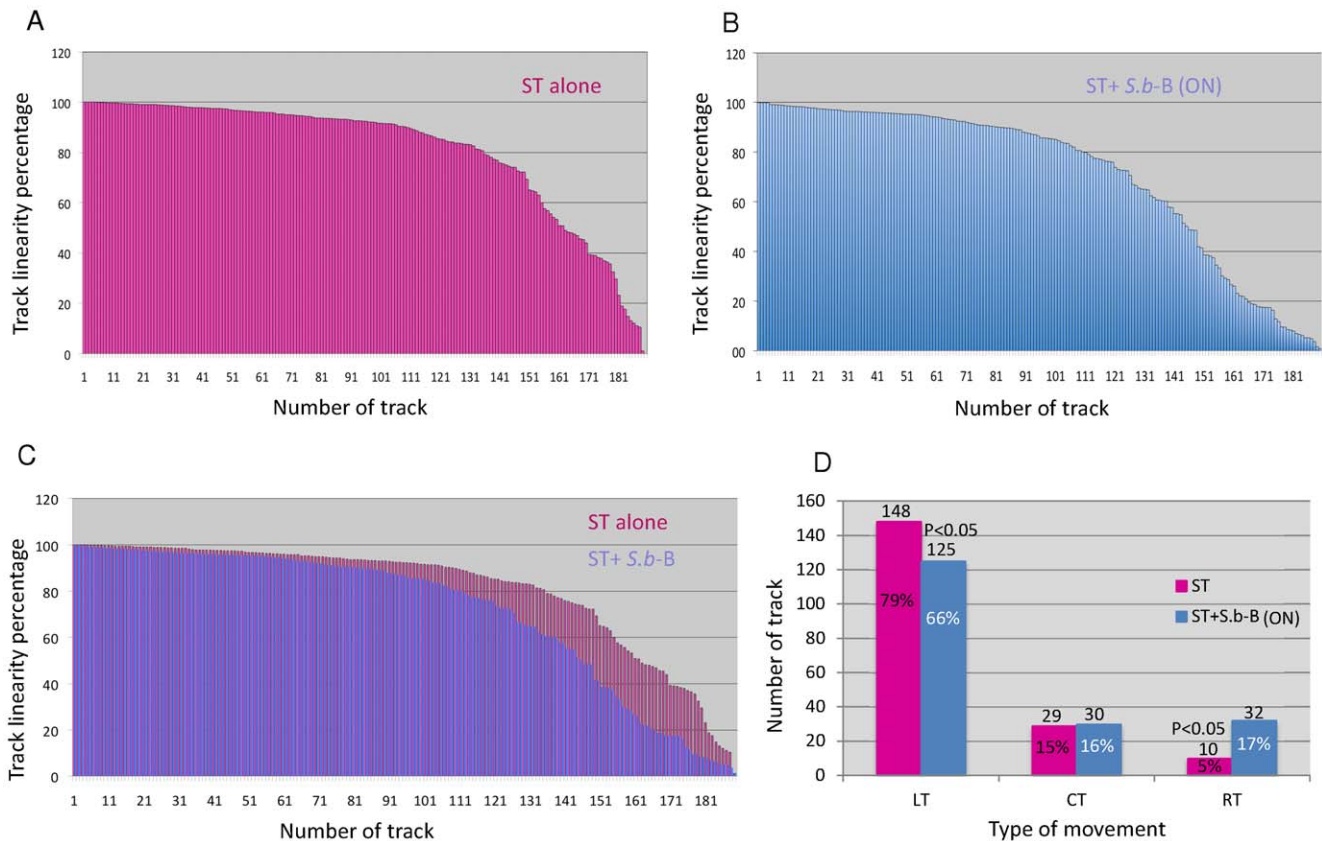 A
120
100
80
60
40
20
0
Track linearity percentage
ST alone
1 11 21 31 41 51 61 71 81 91 101 111 121 131 141 151 161 171 181
Number of track
B
120
100
80
60
40
20
00
Track linearity percentage
ST+ S.b-B (ON)
1 11 21 31 41 51 61 71 81 91 101 111 121 131 141 151 161 171 181
Number of track
C
120
100
80
60
40
20
0
Track linearity percentage
ST alone
ST+ S.b-B
1 11 21 31 41 51 61 71 81 91 101 111 121 131 141 151 161 171 181
Number of track
D
160
140
120
100
80
60
40
20
0
Number of track
148
P<0.05
125
79%
66%
ST
ST+S.b-B (ON)
29
30
15%
16%
P<0.05
10
32
5%
17%
LT CT RT
Type of movement